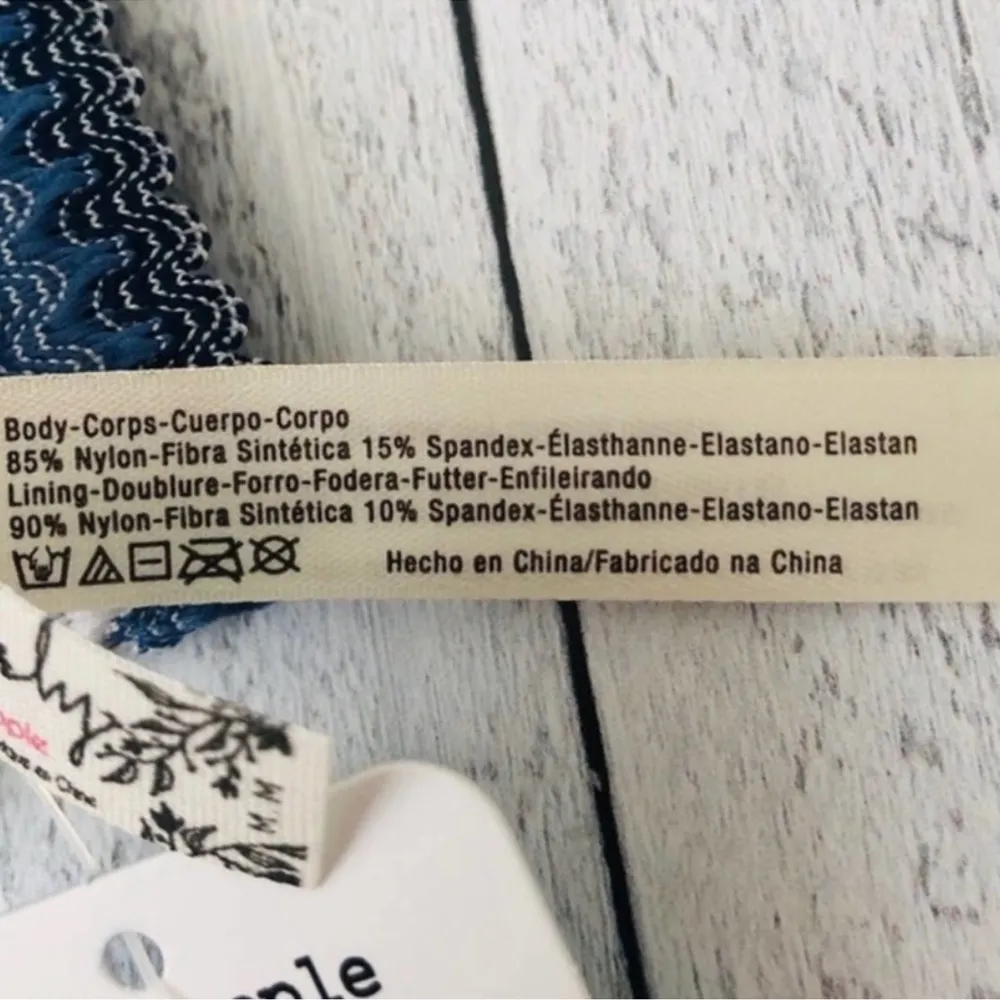 Body-Corps-Cuerpo-Corpo
85% Nylon-Fibra Sintética 15% Spandex-Élasthanne-Elastano-Elastan
Lining-Doublure-Forro-Fodera-Futter-Enfileirando
90% Nylon-Fibra Sintética 10% Spandex-Élasthanne-Elastano-Elastan
Hecho en China/Fabricado na China
M.M